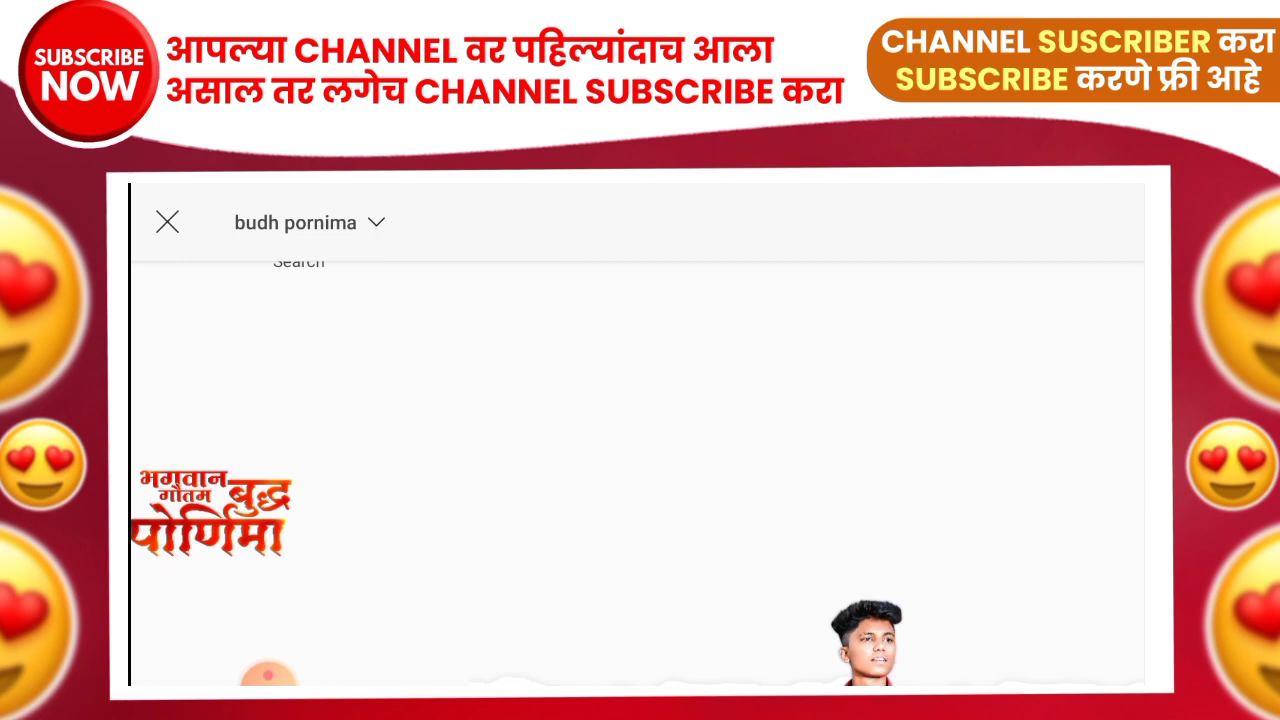 SUBSCRIBE
NOW
आपल्या CHANNEL वर पहिल्यांदाच आला
असाल तर लगेच CHANNEL SUBSCRIBE करा
CHANNEL SUSCRIBER करा
SUBSCRIBE करणे फ्री आहे
budh pornima
Search
भगवान
गौतम बुद्ध
पोर्णिमा